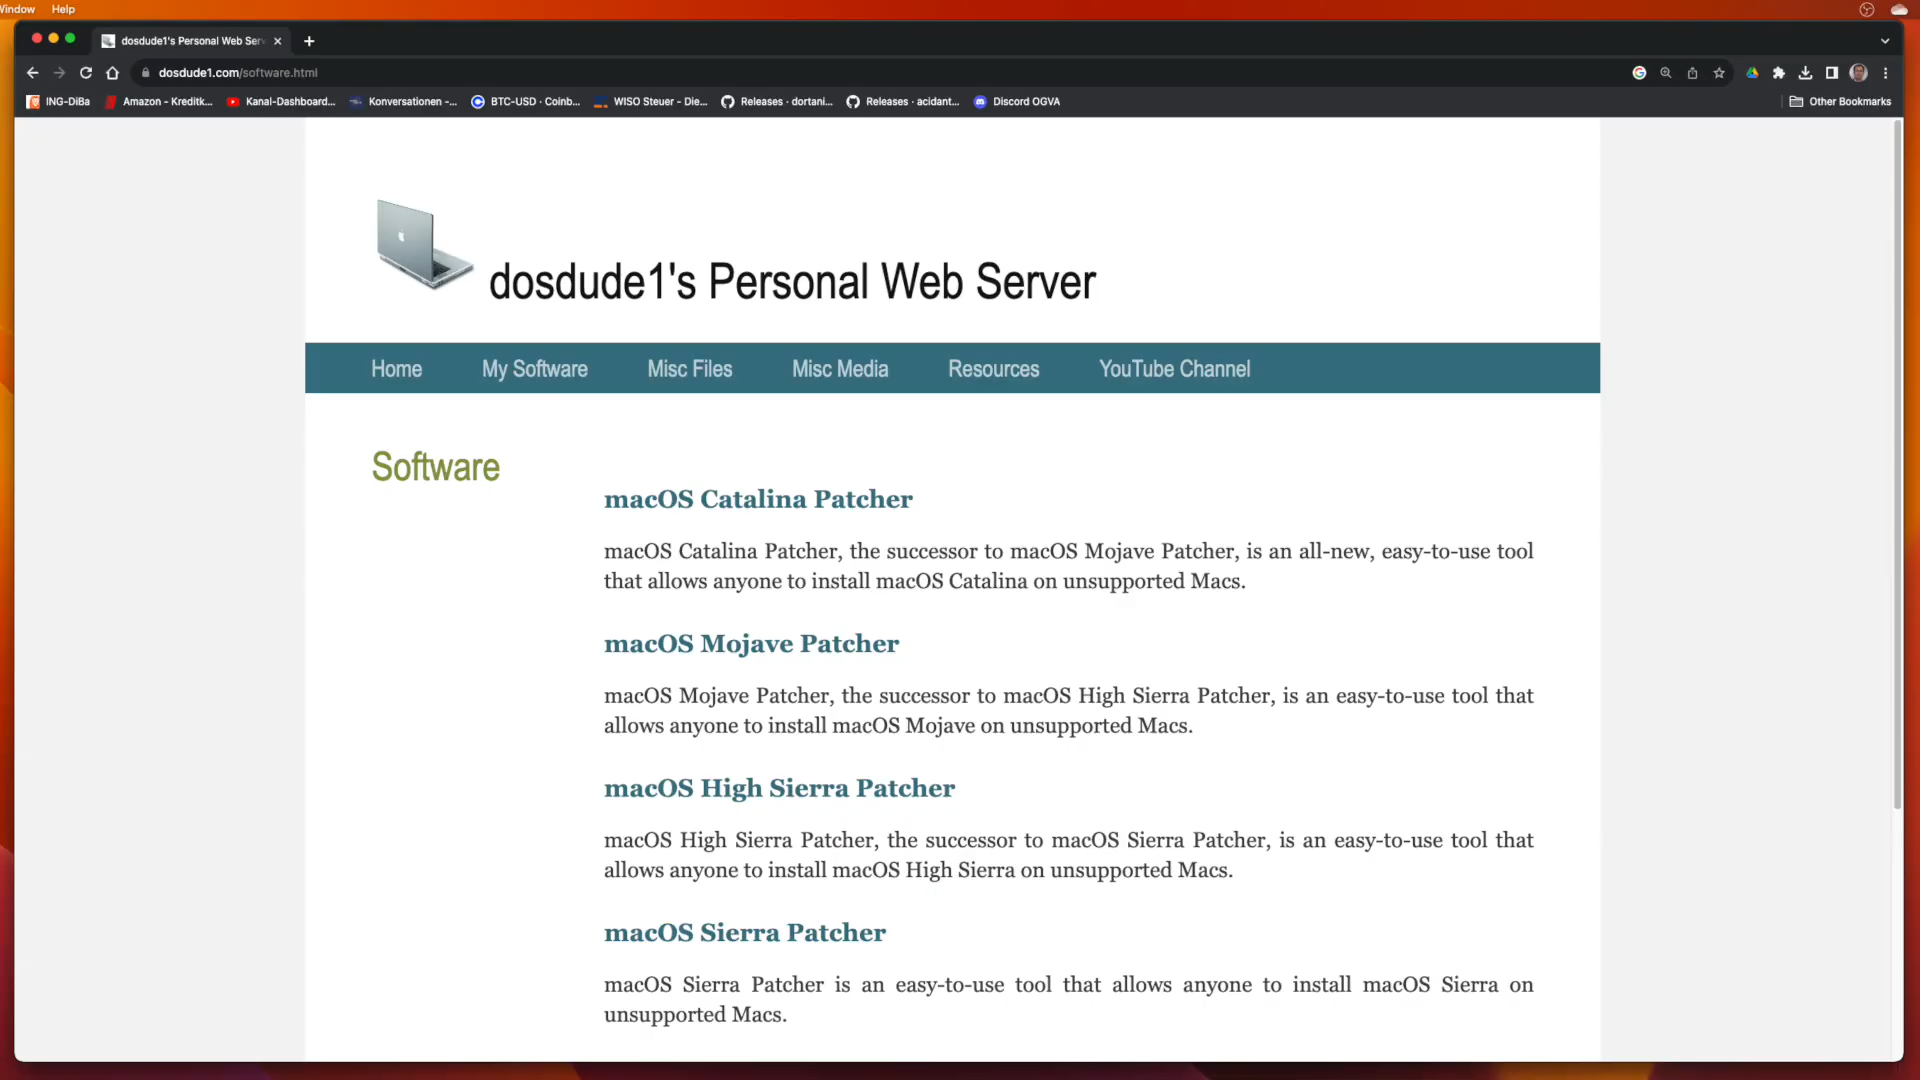 Window Help
dosdude1's Personal Web Ser
dosdude1.com/software.html
ING-DiBa Amazon - Kreditk... Kanal-Dashboard... Konversationen -... BTC-USD · Coinb... WISO Steuer - Die... Releases · dortani... Releases · acidant... Discord OGVA Other Bookmarks
dosdude1's Personal Web Server
Home My Software Misc Files Misc Media Resources YouTube Channel
Software
macOS Catalina Patcher
macOS Catalina Patcher, the successor to macOS Mojave Patcher, is an all-new, easy-to-use tool
that allows anyone to install macOS Catalina on unsupported Macs.
macOS Mojave Patcher
macOS Mojave Patcher, the successor to macOS High Sierra Patcher, is an easy-to-use tool that
allows anyone to install macOS Mojave on unsupported Macs.
macOS High Sierra Patcher
macOS High Sierra Patcher, the successor to macOS Sierra Patcher, is an easy-to-use tool that
allows anyone to install macOS High Sierra on unsupported Macs.
macOS Sierra Patcher
macOS Sierra Patcher is an easy-to-use tool that allows anyone to install macOS Sierra on
unsupported Macs.